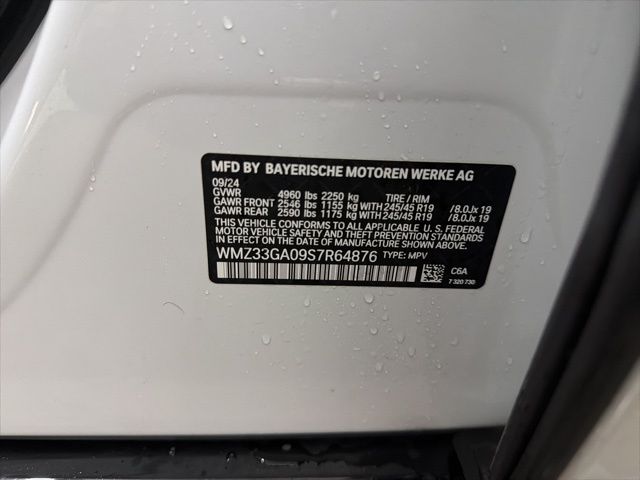 MFD BY BAYERISCHE MOTOREN WERKE AG
09/24
GVWR 4960 lbs 2250 kg TIRE / RIM
GAWR FRONT 2546 lbs 1155 kg WITH 245/45 R19 /8.0Jx 19
GAWR REAR 2590 lbs 1175 kg WITH 245/45 R19 /8.0Jx 19
THIS VEHICLE CONFORMS TO ALL APPLICABLE U.S. FEDERAL
MOTOR VEHICLE SAFETY, BUMPER, AND THEFT PREVENTION
STANDARDS IN EFFECT ON THE DATE OF MANUFACTURE SHOWN ABOVE.
WMZ33GA09S7R64876 TYPE: MPV
C6A
7 320 730